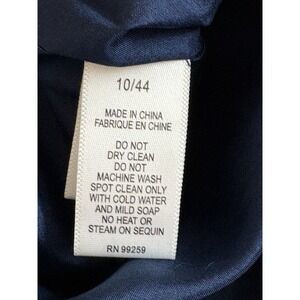 10/44
MADE IN CHINA
FABRIQUE EN CHINE
DO NOT
DRY CLEAN
DO NOT
MACHINE WASH
SPOT CLEAN ONLY
WITH COLD WATER
AND MILD SOAP
NO HEAT OR
STEAM ON SEQUIN
RN 99259